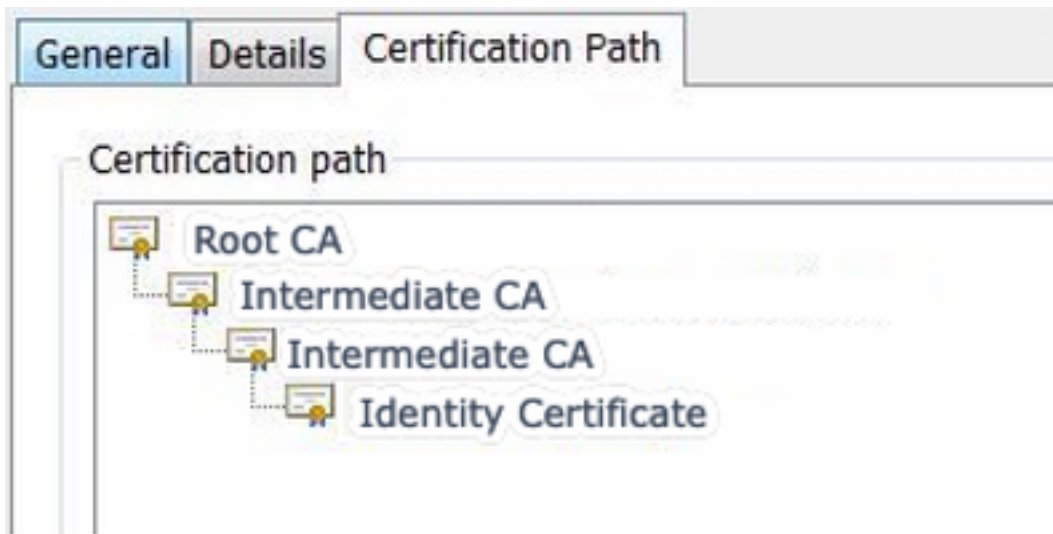 General Details Certification Path
Certification path
Root CA
Intermediate CA
Intermediate CA
Identity Certificate